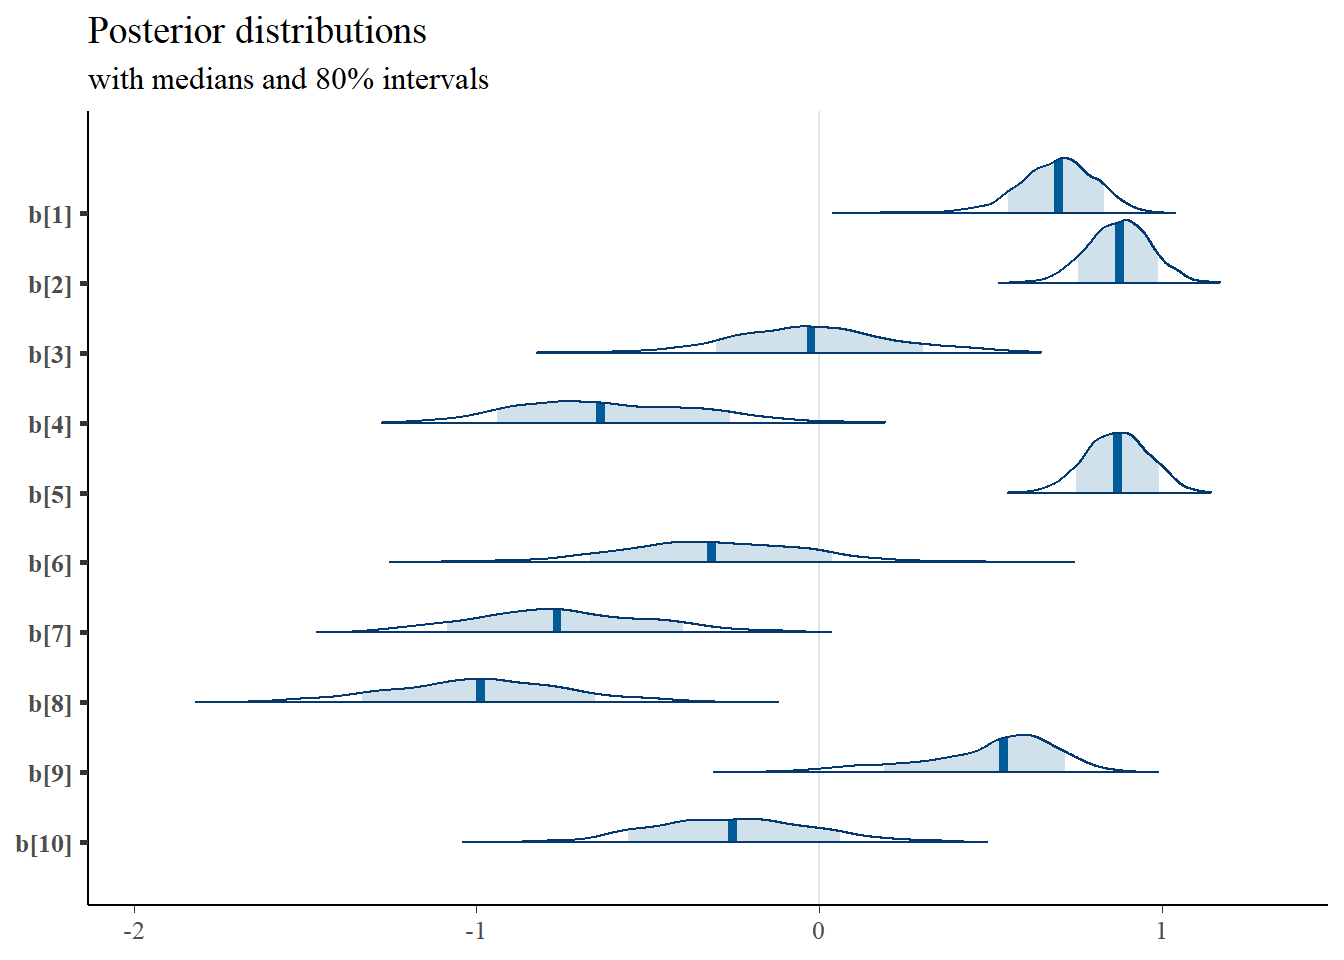 Posterior distributions
with medians and 80% intervals
b[1]
b[2]
b[3]
b[4]
b[5]
b[6]
b[7]
b[8]
b[9]
b[10]
-2 -1 0 1